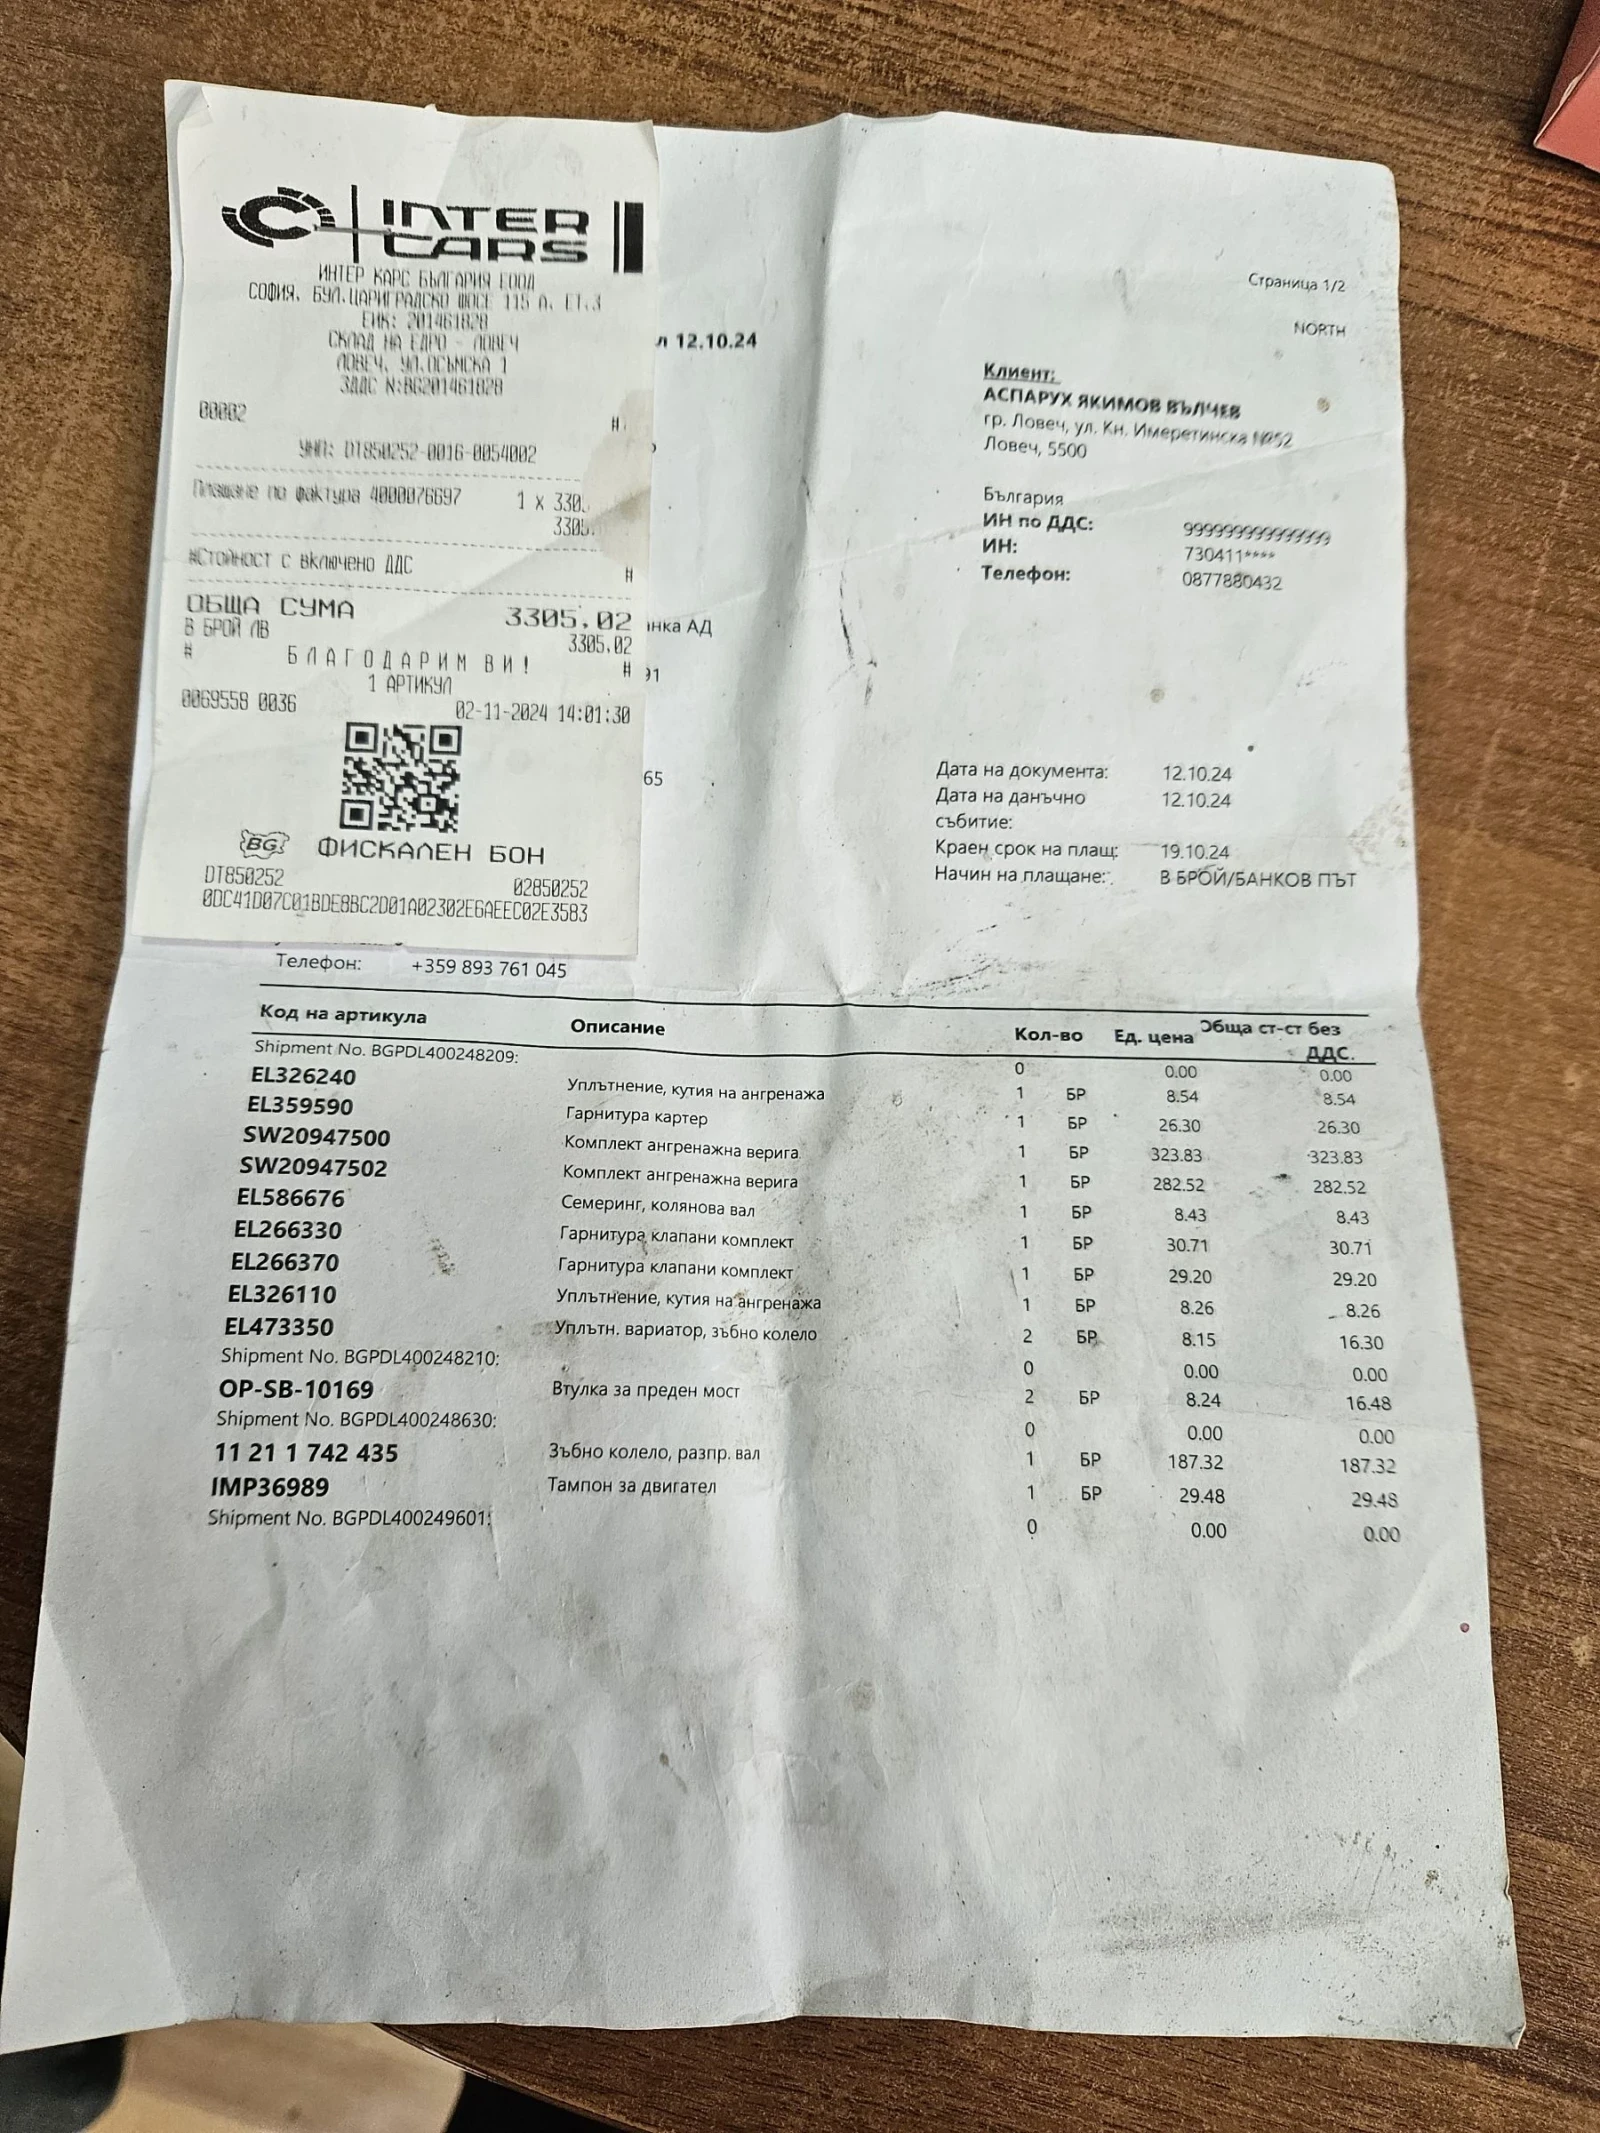 INTER CARS
ИНТЕР КАРС БЪЛГАРИЯ ЕООД
СОФИЯ, БУЛ.ЦАРИГРАДСКО ШОСЕ 115 А, ЕТ.3
ЕИК: 201461828
СКЛАД НА ЕДРО - ЛОВЕЧ
ЛОВЕЧ, УЛ.ОСЪМСКА 1
ЗДДС N:BG201461828
00002 #
УНП: DT850252-0016-0054002
Плащане по фактура 4000076697 1 x 330
3305.
#Стойност с включено ДДС #
ОБЩА СУМА 3305.02
В БРОЙ ЛВ 3305.02
# БЛАГОДАРИМ ВИ! #
1 АРТИКУЛ
0069558 0036 02-11-2024 14:01:30
BG ФИСКАЛЕН БОН
DT850252 02850252
0DC41D07C01BDE8BC2D01A02302E6AEEC02E3583
Страница 1/2
NORTH
л 12.10.24
Клиент:
АСПАРУХ ЯКИМОВ ВЪЛЧЕВ
гр. Ловеч, ул. Кн. Имеретинска №52
Ловеч, 5500
България
ИН по ДДС: 999999999999999
ИН: 730411****
Телефон: 0877880432
нка АД
91
65
Дата на документа: 12.10.24
Дата на данъчно 12.10.24
събитие:
Краен срок на плащ: 19.10.24
Начин на плащане: В БРОЙ/БАНКОВ ПЪТ
Телефон: +359 893 761 045
Код на артикула Описание Кол-во Ед. цена Обща ст-ст без
ДДС.
Shipment No. BGPDL400248209: 0 0.00 0.00
EL326240 Уплътнение, кутия на ангренажа 1 БР 8.54 8.54
EL359590 Гарнитура картер 1 БР 26.30 26.30
SW20947500 Комплект ангренажна верига 1 БР 323.83 323.83
SW20947502 Комплект ангренажна верига 1 БР 282.52 282.52
EL586676 Семеринг, колянова вал 1 БР 8.43 8.43
EL266330 Гарнитура клапани комплект 1 БР 30.71 30.71
EL266370 Гарнитура клапани комплект 1 БР 29.20 29.20
EL326110 Уплътнение, кутия на ангренажа 1 БР 8.26 8.26
EL473350 Уплътн. вариатор, зъбно колело 2 БР 8.15 16.30
Shipment No. BGPDL400248210: 0 0.00 0.00
OP-SB-10169 Втулка за преден мост 2 БР 8.24 16.48
Shipment No. BGPDL400248630: 0 0.00 0.00
11 21 1 742 435 Зъбно колело, разпр. вал 1 БР 187.32 187.32
IMP36989 Тампон за двигател 1 БР 29.48 29.48
Shipment No. BGPDL400249601: 0 0.00 0.00